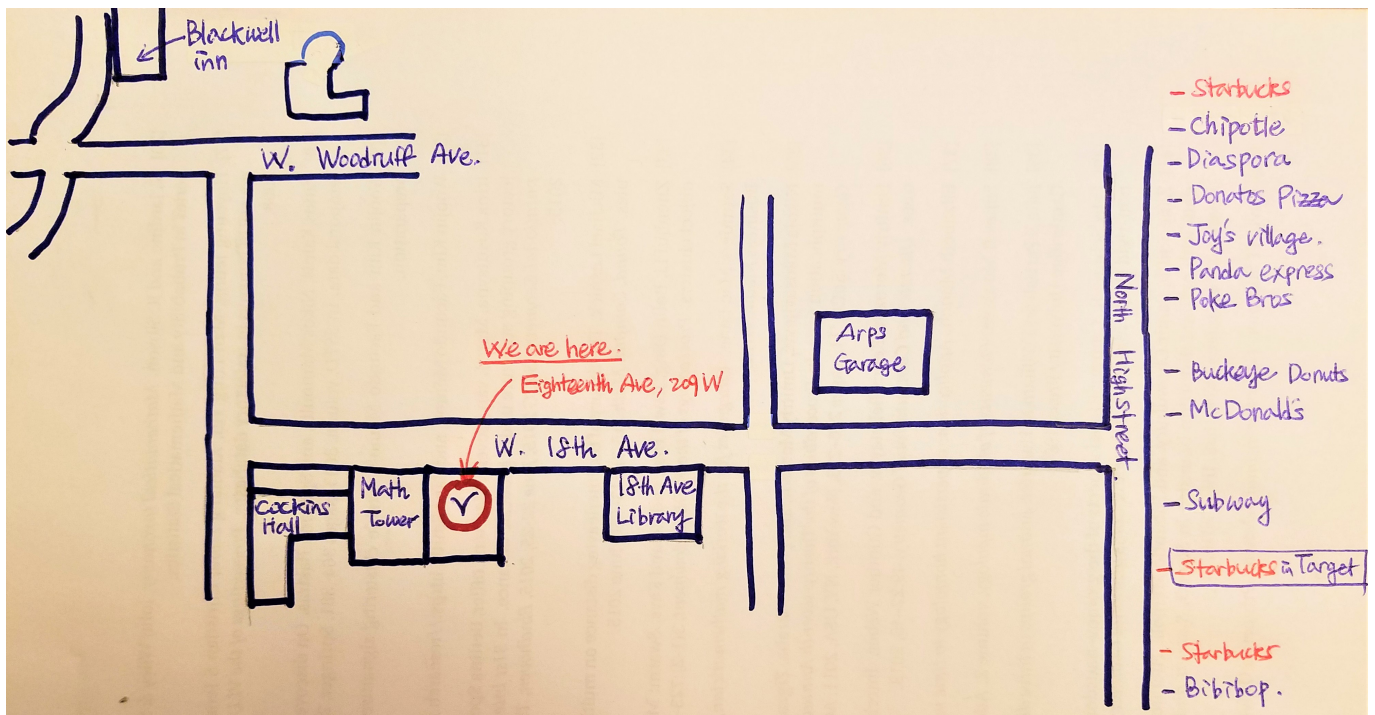 Blackwell
inn
W. Woodruff Ave.
We are here.
Eighteenth Ave, 209 W
W. 18th Ave.
Cockins
Hall
Math
Tower
18th Ave
Library
Arps
Garage
North High Street.
- Starbucks
- Chipotle
- Diaspora
- Donatos Pizza
- Joy's village.
- Panda express
- Poke Bros
- Buckeye Donuts
- McDonald's
- Subway
- Starbucks in Target
- Starbucks
- Bibibop.